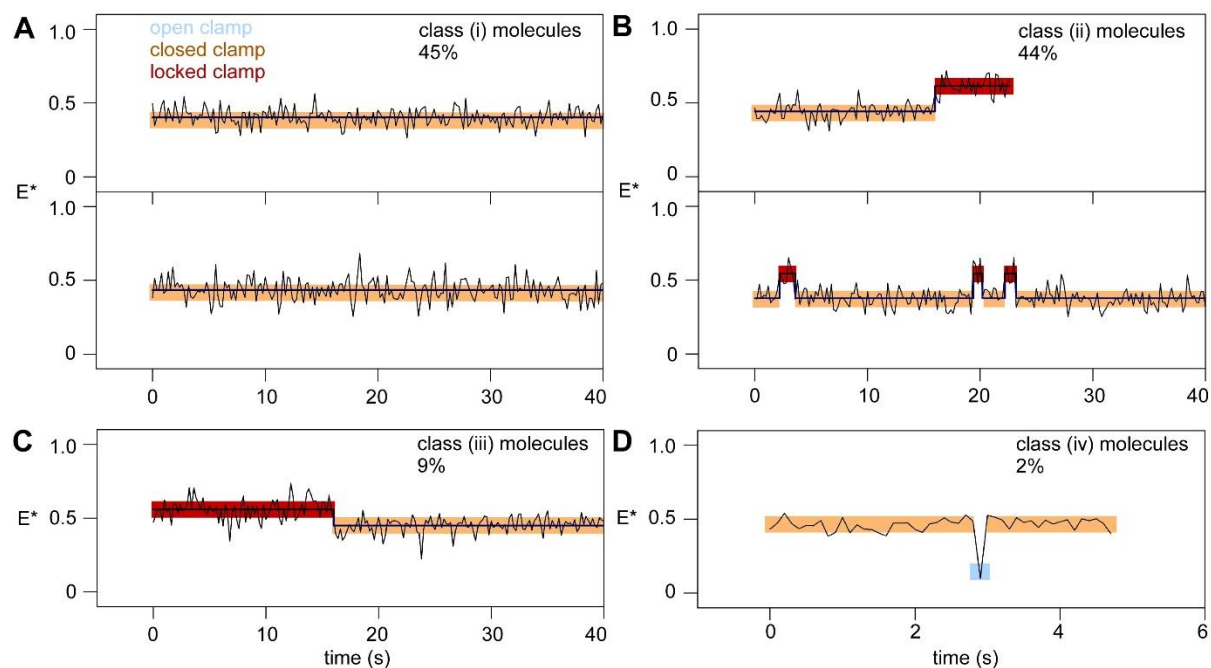 A
1.0
open clamp
closed clamp
locked clamp
class (i) molecules
45%
0.5
0
E*
1.0
0.5
0
0
10
20
30
40
B
1.0
class (ii) molecules
44%
0.5
0
E*
1.0
0.5
0
0
10
20
30
40
C
1.0
class (iii) molecules
9%
E*
0.5
0
0
10
20
30
40
time (s)
D
1.0
class (iv) molecules
2%
E*
0.5
0
0
2
4
6
time (s)